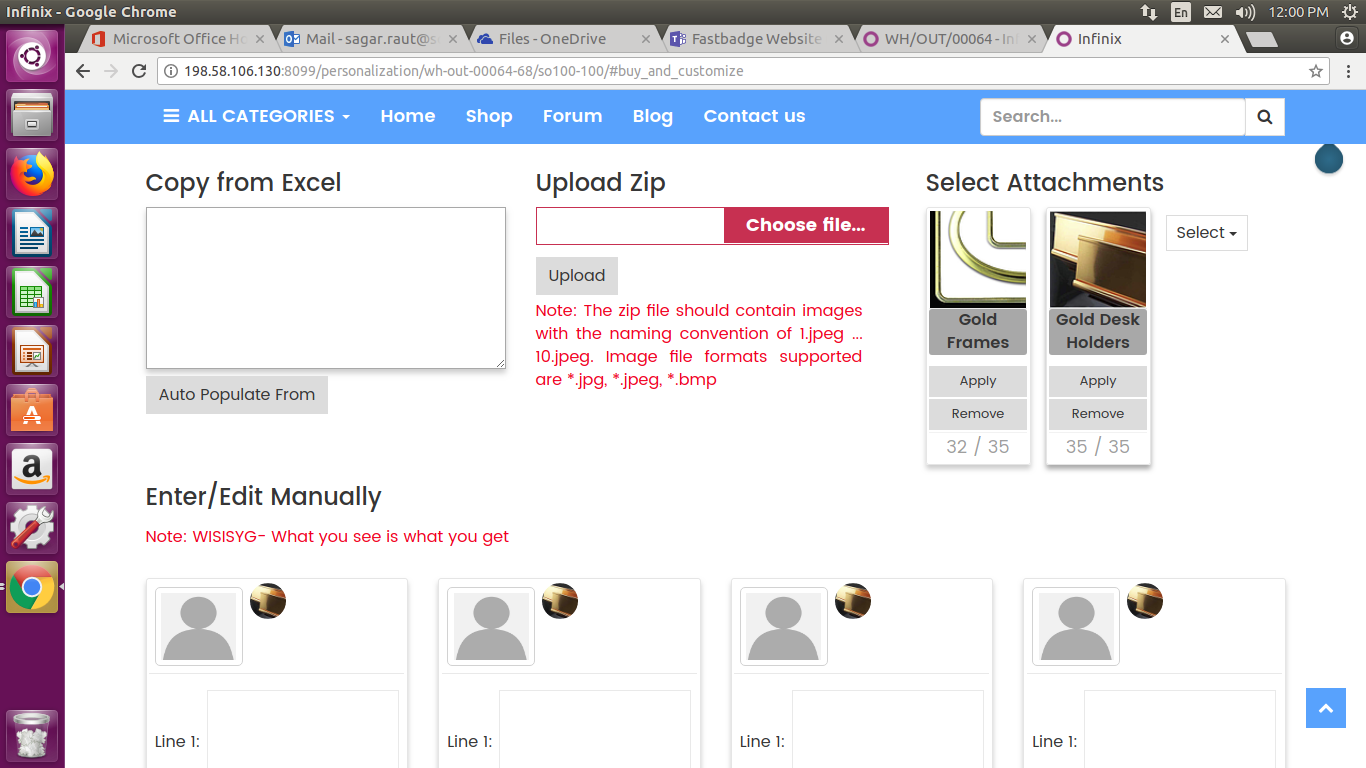 Infinix - Google Chrome
En
12:00 PM
Microsoft Office Ho
Mail - sagar.raut@s
Files - OneDrive
Fastbadge Website
WH/OUT/00064 - Inf
Infinix
198.58.106.130:8099/personalization/wh-out-00064-68/so100-100/#buy_and_customize
ALL CATEGORIES
Home
Shop
Forum
Blog
Contact us
Search...
Copy from Excel
Auto Populate From
Upload Zip
Choose file...
Upload
Note: The zip file should contain images
with the naming convention of 1.jpeg ...
10.jpeg. Image file formats supported
are *.jpg, *.jpeg, *.bmp
Select Attachments
Gold
Frames
Apply
Remove
32 / 35
Gold Desk
Holders
Apply
Remove
35 / 35
Select
Enter/Edit Manually
Note: WISISYG- What you see is what you get
Line 1:
Line 1:
Line 1:
Line 1: